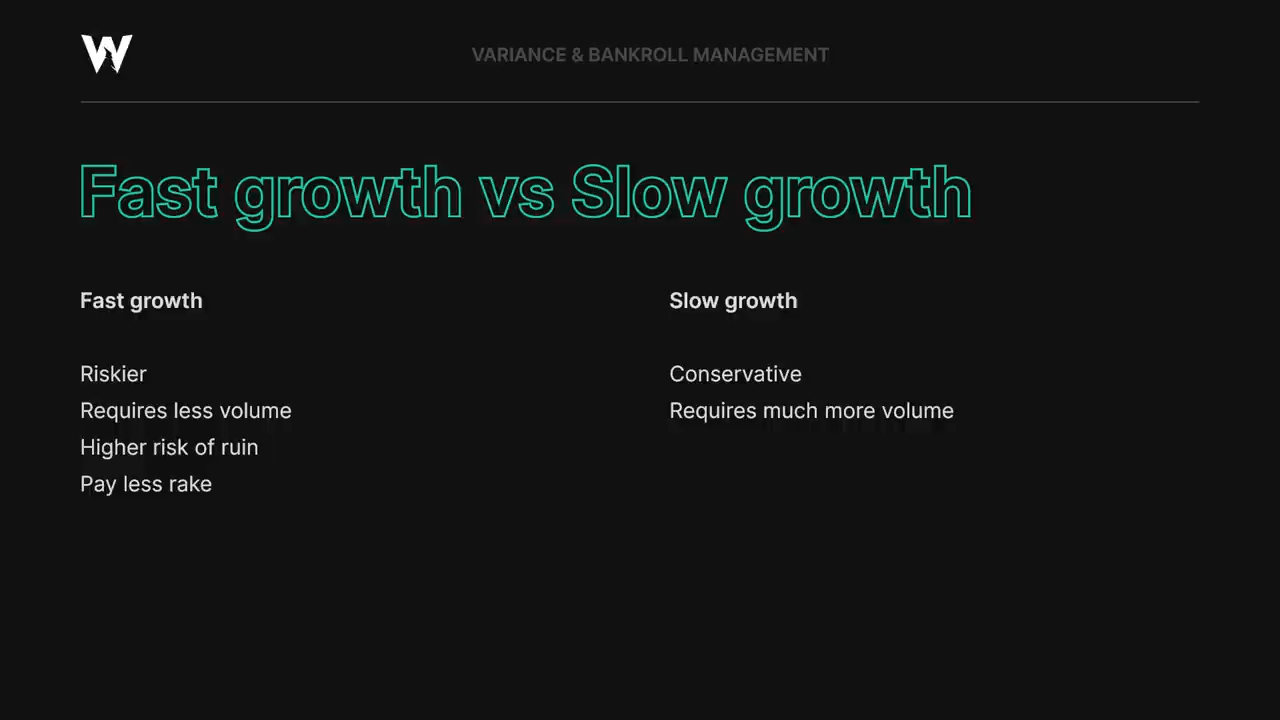 W
VARIANCE & BANKROLL MANAGEMENT
Fast growth vs Slow growth
Fast growth
Riskier
Requires less volume
Higher risk of ruin
Pay less rake
Slow growth
Conservative
Requires much more volume